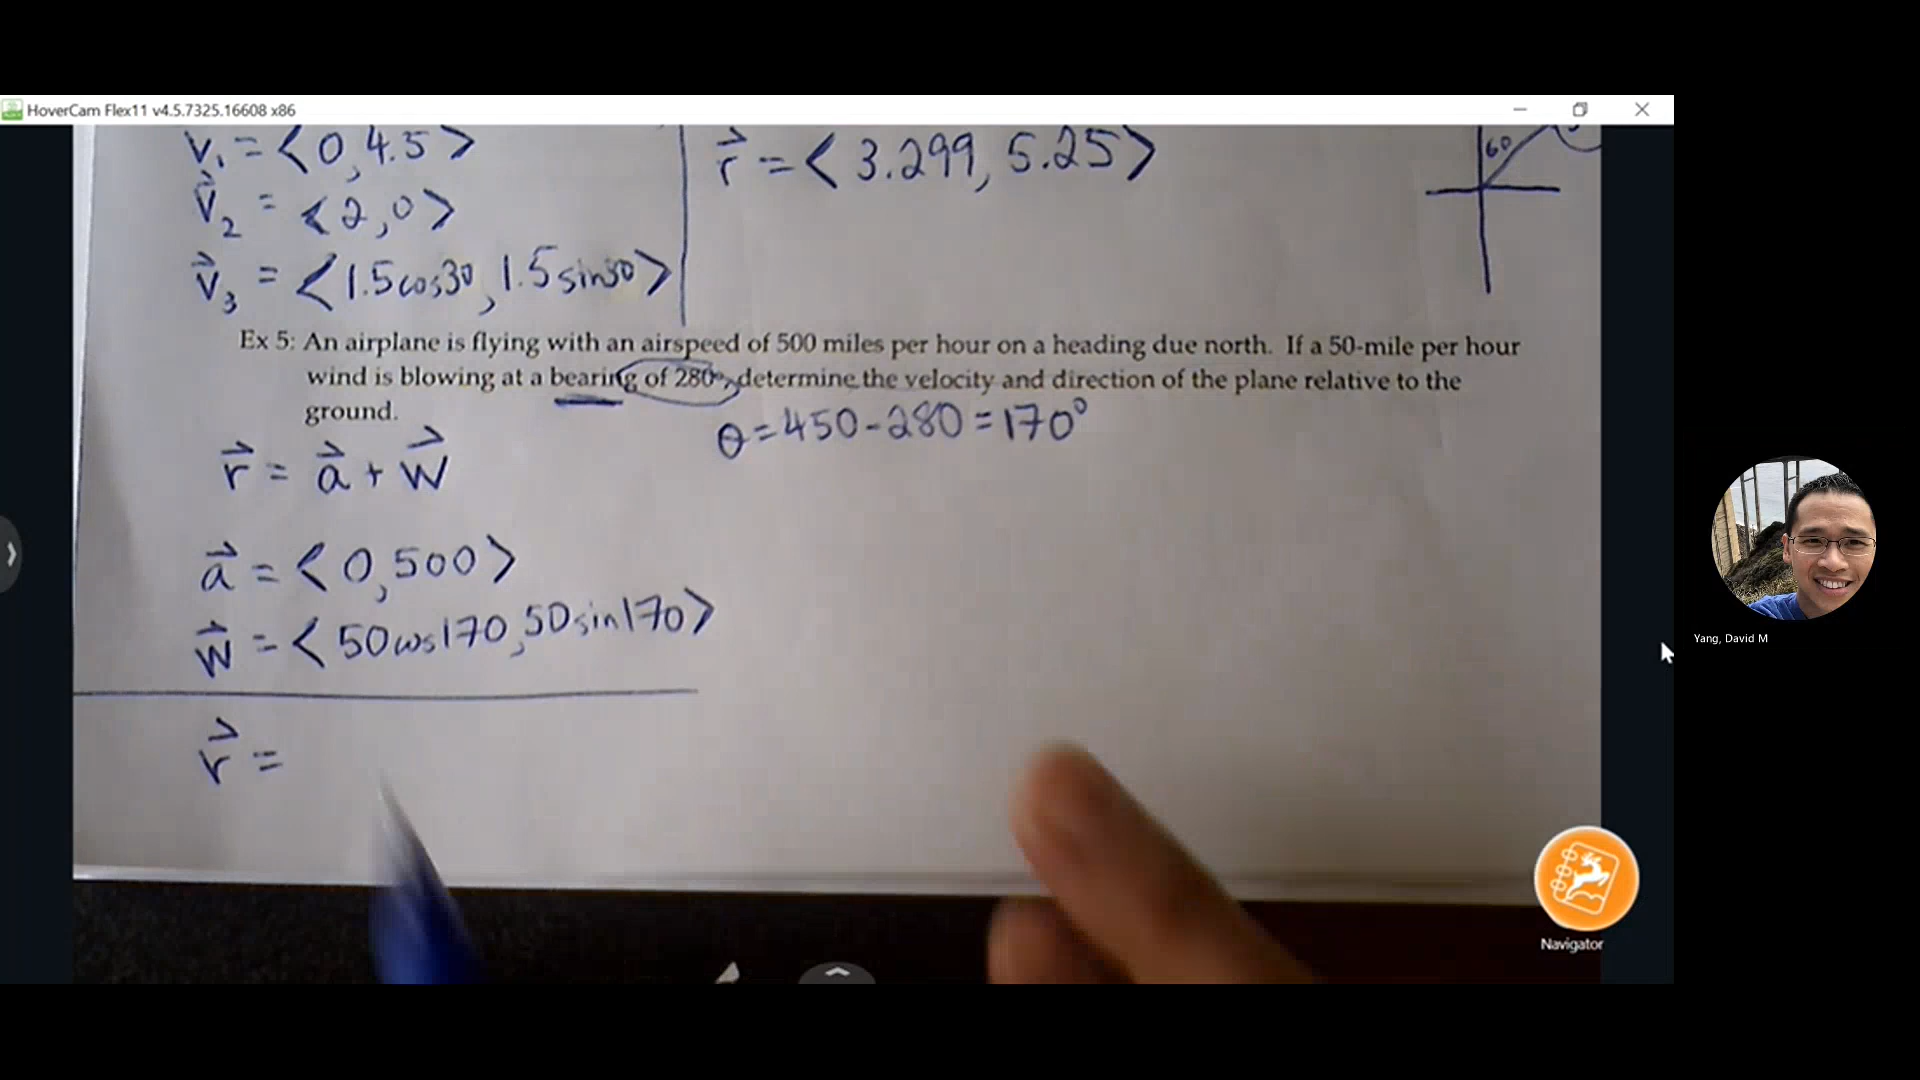 HoverCam Flex11 v4.5.7325.16608 x86
v⃗₁ = <0, 4.5>
v⃗₂ = <2, 0>
v⃗₃ = <1.5cos30, 1.5sin30>
r⃗ = <3.299, 5.25>
60
Ex 5: An airplane is flying with an airspeed of 500 miles per hour on a heading due north. If a 50-mile per hour
wind is blowing at a bearing of 280°, determine the velocity and direction of the plane relative to the
ground.
θ = 450 - 280 = 170°
r⃗ = a⃗ + w⃗
a⃗ = <0, 500>
w⃗ = <50cos170, 50sin170>
r⃗ =
Navigator
Yang, David M